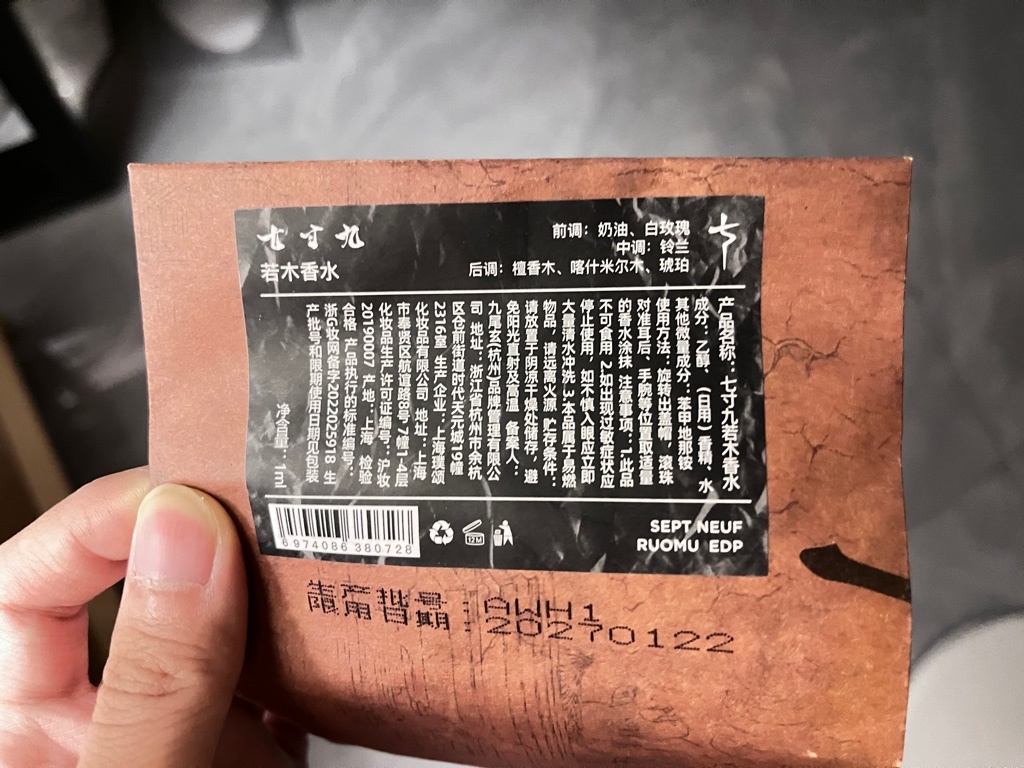 七寸九
若木香水
前调：奶油、白玫瑰
中调：铃兰
后调：檀香木、喀什米尔木、琥珀
产品名称：七寸九若木香水
成分：乙醇、（日用）香精、水
其他微量成分：苯甲地那铵
使用方法：旋转出盖帽，滚珠
对准耳后、手腕等位置取适量
的香水涂抹 注意事项：1.此品
不可食用 2.如出现过敏症状应
停止使用，如不慎入眼应立即
大量清水冲洗 3.本品属于易燃
物品，请远离火源 贮存条件：
请放置于阴凉干燥处储存，避
免阳光直射及高温 备案人：
九尾玄(杭州)品牌管理有限公
司 地址：浙江省杭州市余杭
区仓前街道时代天元城19幢
2316室 生产企业：上海璞颂
化妆品有限公司 地址：上海
市奉贤区航谊路8号7幢1-4层
化妆品生产许可证编号：沪妆
20190007 产地：上海 检验
合格 产品执行的标准编号：
浙G妆网备字2022025918 生
产批号和限期使用日期见包装
净含量：1ml
6974086380728
12M
SEPT NEUF
RUOMU EDP
生产批号：AWH1
限用日期：20270122